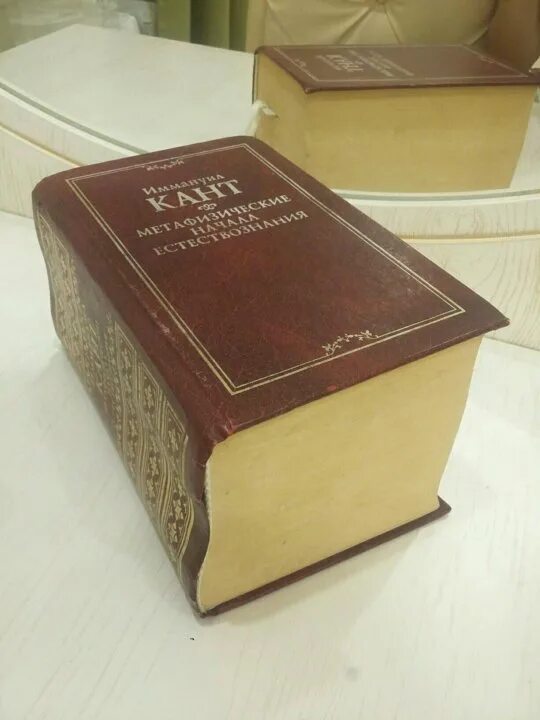 Иммануил
КАНТ
МЕТАФИЗИЧЕСКИЕ
НАЧАЛА
ЕСТЕСТВОЗНАНИЯ